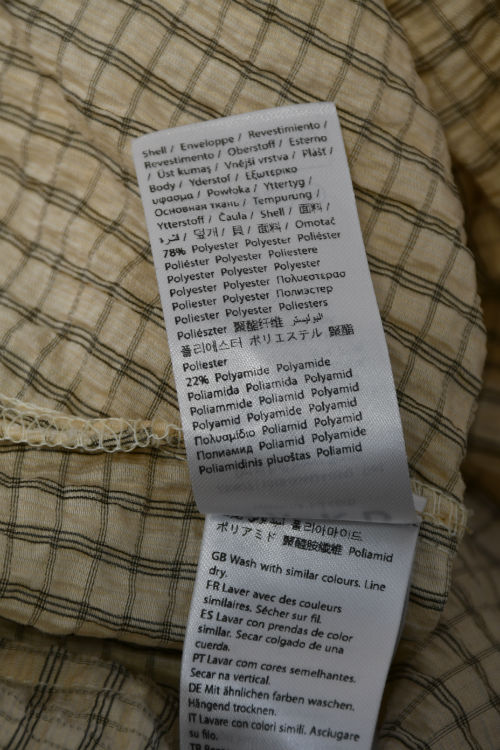 Shell / Enveloppe / Revestimiento /
Revestimento / Oberstoff / Esterno
/ Üst kumaş / Vnější vrstva / Plášť /
Body / Yderstof / Εξωτερικό
ύφασμα / Powłoka / Yttertyg /
Основная ткань / Tempurung /
Ytterstoff / Čaula / Shell / 面料 /
قشرة / 겉개 / 貝 / 面料 / Omotač
78% Polyester Polyester Poliéster
Poliéster Polyester Poliestere
Polyester Polyester Polyester
Polyester Polyester Πολυεστερασο
Poliester Polyester Полиэстер
Poliester Polyester Poliesters
Poliészter 聚酯纤维 البوليستر
폴리에스터 ポリエステル 聚酯
Poliester
22% Polyamide Polyamide
Poliamida Poliamida Polyamid
Poliammide Poliamid Polyamid
Polyamid Polyamide Polyamid
Πολυαμίδιο Poliamid Polyamid
Полиамид Poliamid Polyamide
Poliamidinis pluoštas Poliamid
폴리아마이드
ポリアミド 聚醯胺纖維 Poliamid
GB Wash with similar colours. Line
dry.
FR Laver avec des couleurs
similaires. Sécher sur fil.
ES Lavar con prendas de color
similar. Secar colgado de una
cuerda.
PT Lavar com cores semelhantes.
Secar na vertical.
DE Mit ähnlichen farben waschen.
Hängend trocknen.
IT Lavare con colori simili. Asciugare
su filo.